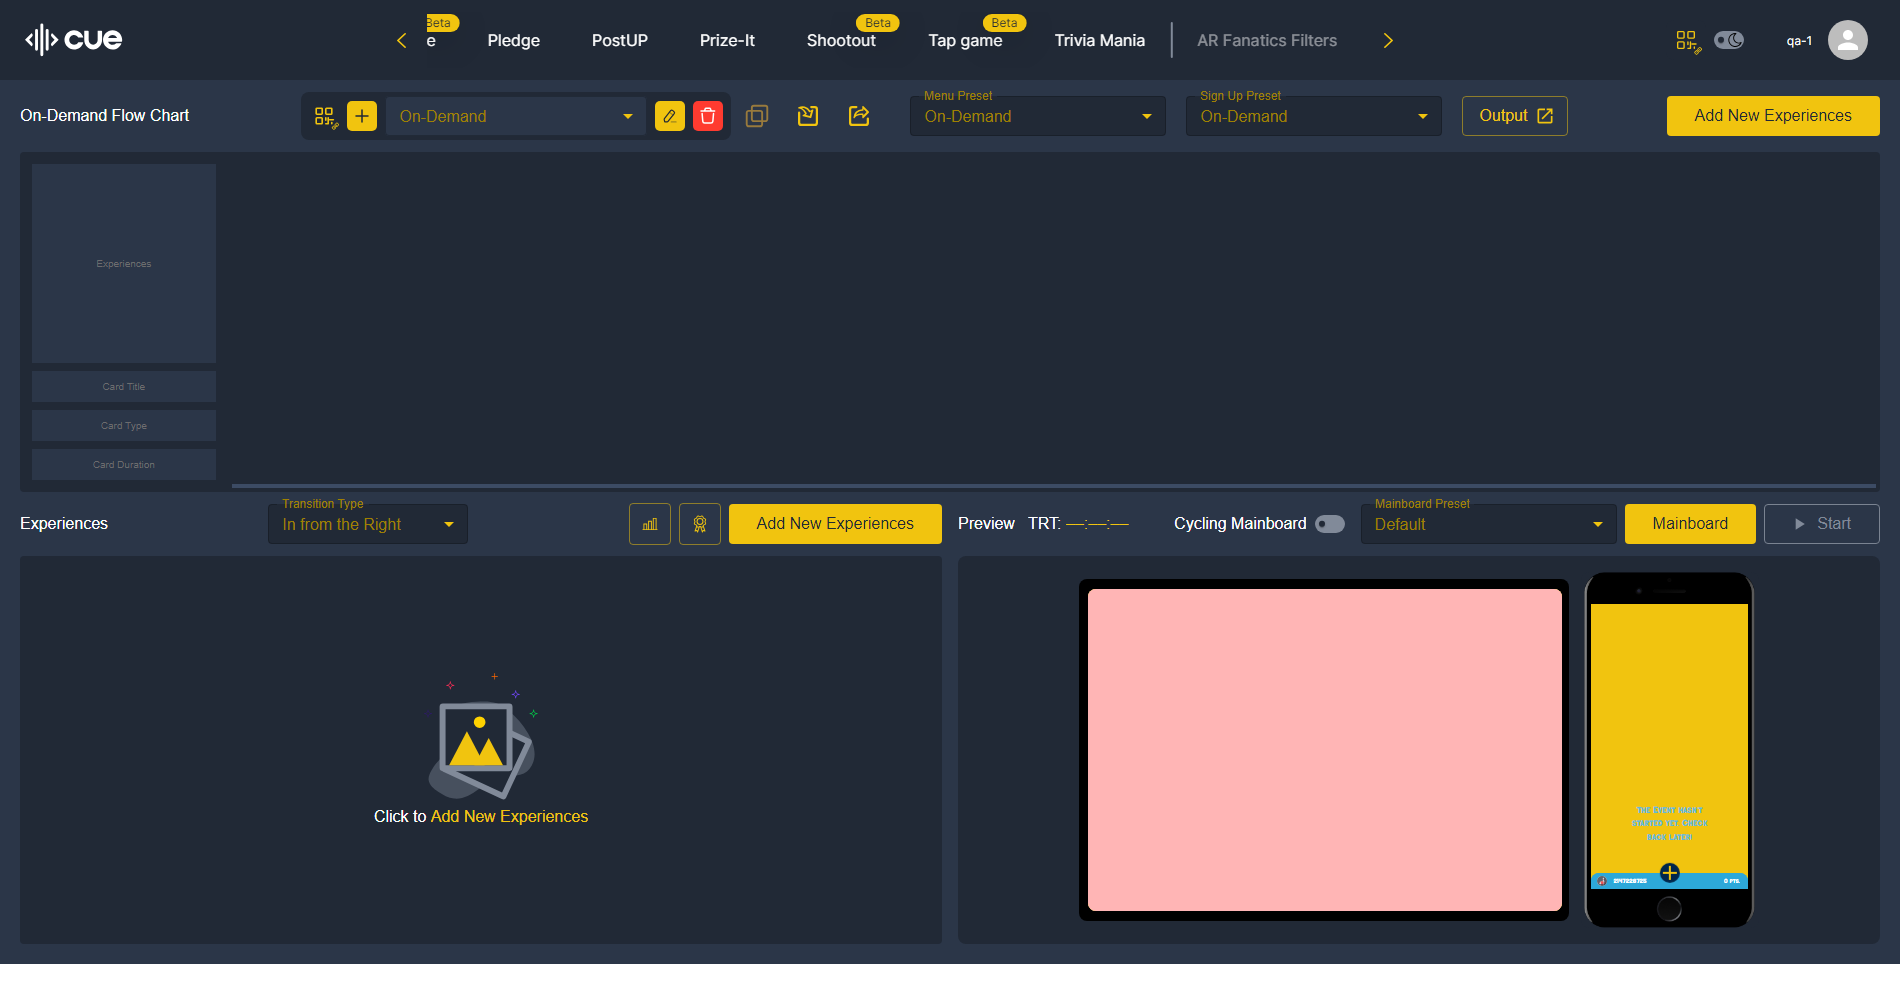 cue
e
Beta
Pledge
PostUP
Prize-It
Shootout
Beta
Tap game
Beta
Trivia Mania
AR Fanatics Filters
qa-1
On-Demand Flow Chart
On-Demand
Menu Preset
On-Demand
Sign Up Preset
On-Demand
Output
Add New Experiences
Experiences
Card Title
Card Type
Card Duration
Experiences
Transition Type
In from the Right
Add New Experiences
Preview
TRT: —:—:—
Cycling Mainboard
Mainboard Preset
Default
Mainboard
Start
Click to Add New Experiences
THE EVENT HASN'T
STARTED YET. CHECK
BACK LATER!
0 PTS.